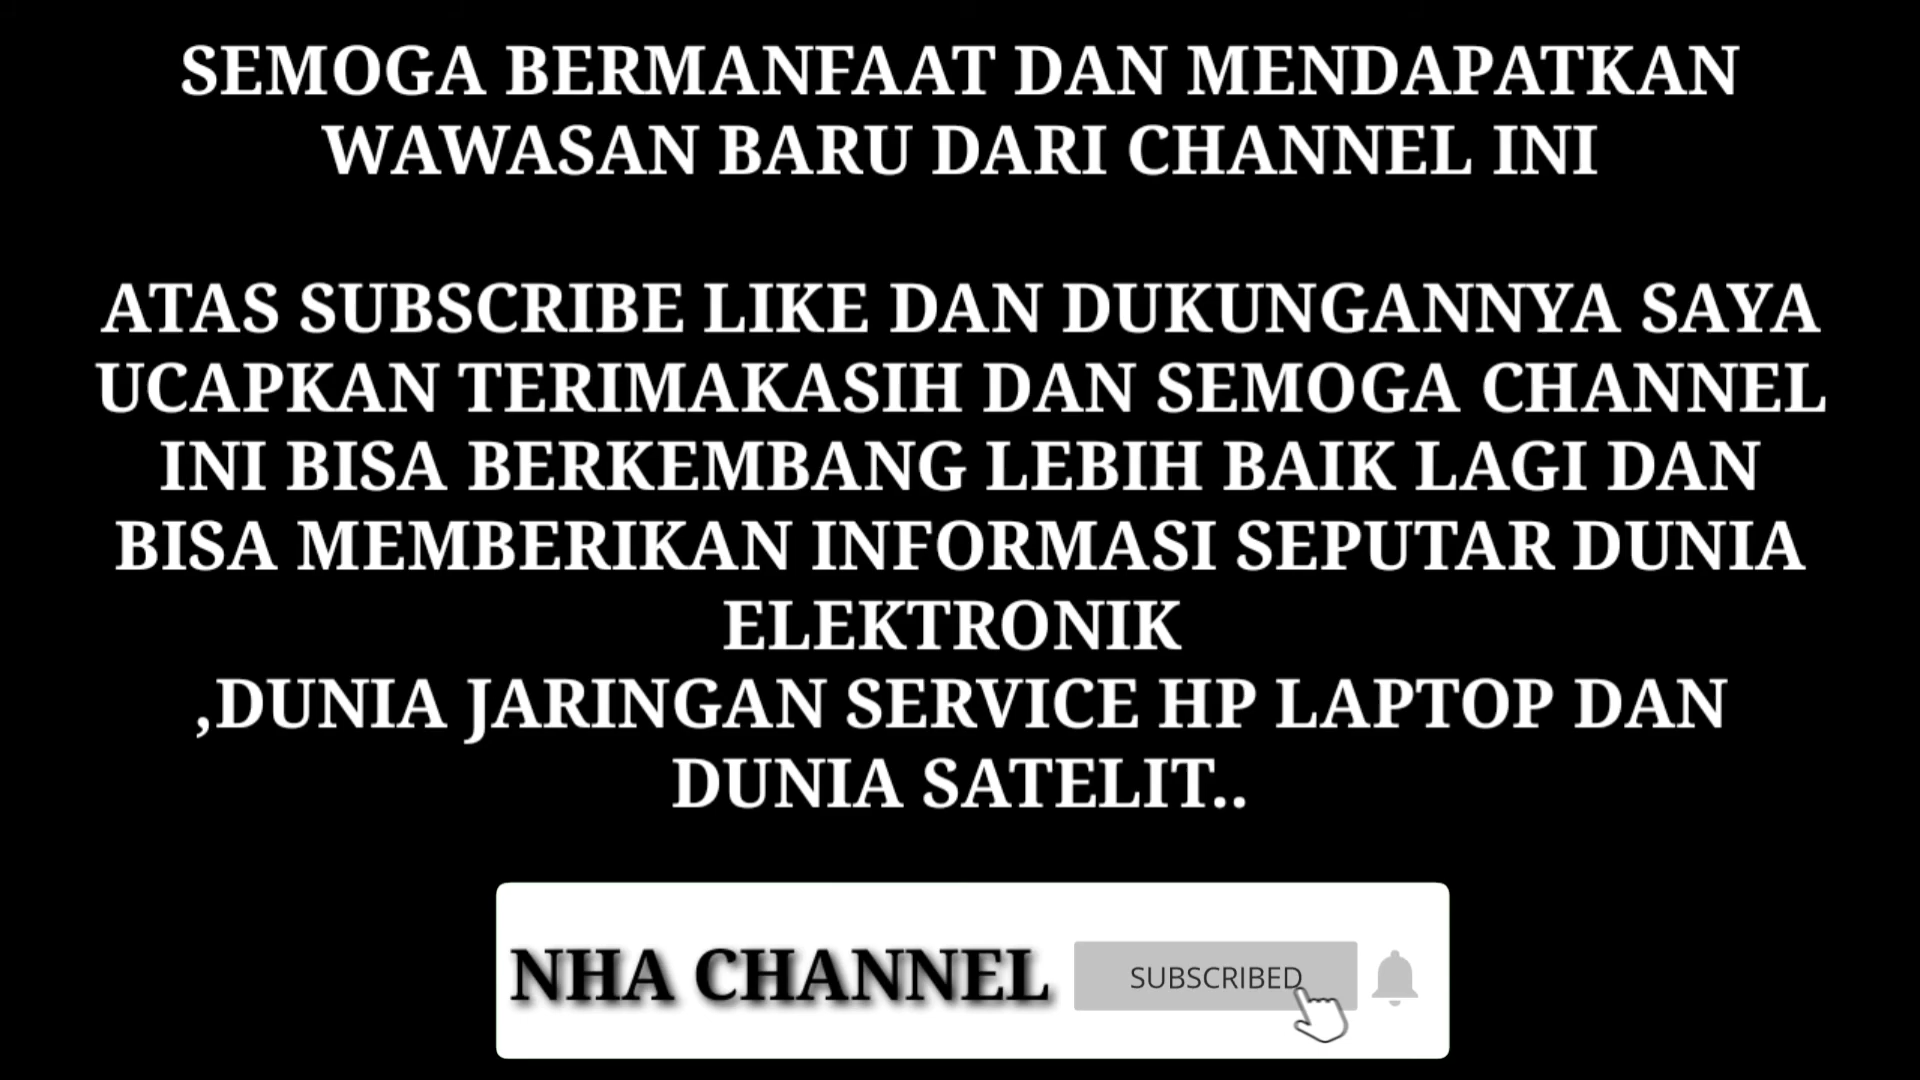 SEMOGA BERMANFAAT DAN MENDAPATKAN
WAWASAN BARU DARI CHANNEL INI
ATAS SUBSCRIBE LIKE DAN DUKUNGANNYA SAYA
UCAPKAN TERIMAKASIH DAN SEMOGA CHANNEL
INI BISA BERKEMBANG LEBIH BAIK LAGI DAN
BISA MEMBERIKAN INFORMASI SEPUTAR DUNIA
ELEKTRONIK
,DUNIA JARINGAN SERVICE HP LAPTOP DAN
DUNIA SATELIT..
NHA CHANNEL SUBSCRIBED